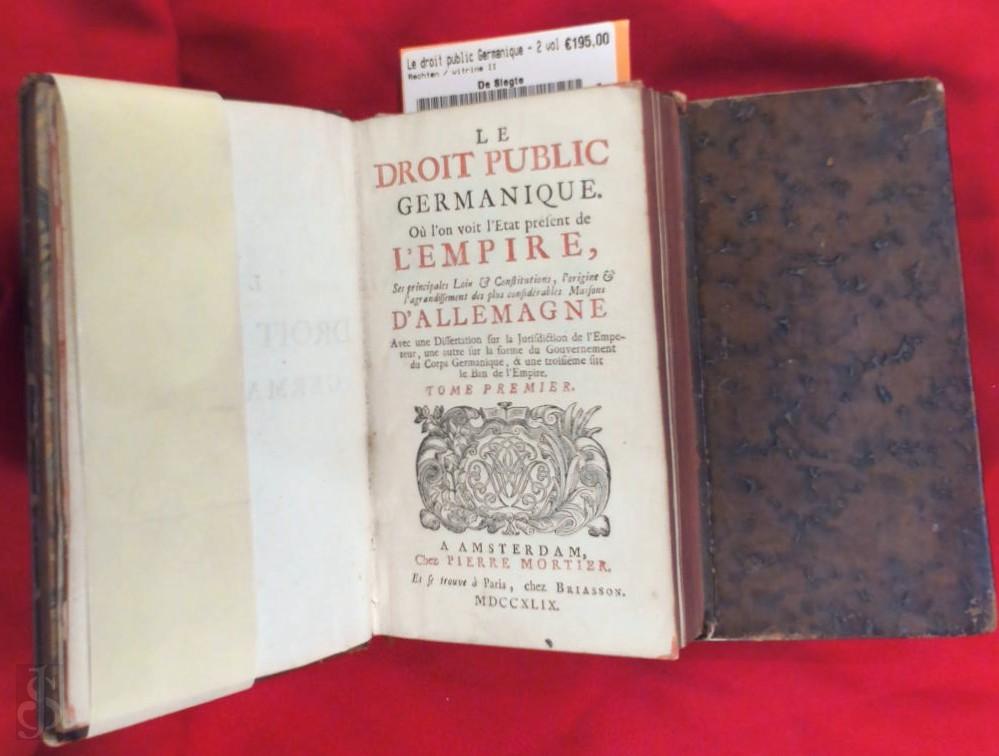 Le droit public Germanique - 2 vol €195,00
Rechten / vitrine II
De Slegte
LE
DROIT PUBLIC
GERMANIQUE.
Où l'on voit l'Etat préſent de
L'EMPIRE,
Ses principales Loix & Conſtitutions, l'origine &
l'agrandiſſement des plus conſidérables Maiſons
D'ALLEMAGNE
Avec une Diſſertation ſur la Juriſdiction de l'Empe-
reur, une autre ſur la forme du Gouvernement
du Corps Germanique, & une troiſieme ſur
le Ban de l'Empire.
TOME PREMIER.
A AMSTERDAM,
Chez PIERRE MORTIER.
Et ſe trouve à Paris, chez BRIASSON.
MDCCXLIX.